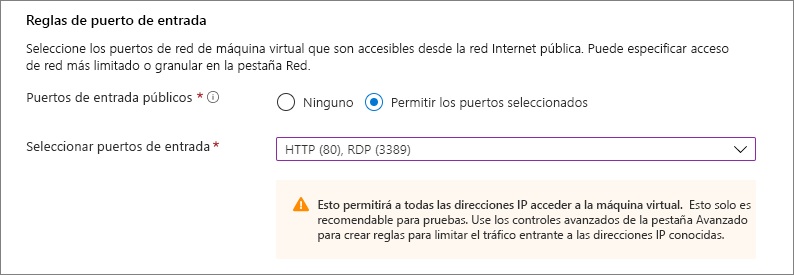 Reglas de puerto de entrada
Seleccione los puertos de red de máquina virtual que son accesibles desde la red Internet pública. Puede especificar acceso
de red más limitado o granular en la pestaña Red.
Puertos de entrada públicos * Ninguno Permitir los puertos seleccionados
Seleccionar puertos de entrada * HTTP (80), RDP (3389)
Esto permitirá a todas las direcciones IP acceder a la máquina virtual. Esto solo es
recomendable para pruebas. Use los controles avanzados de la pestaña Avanzado
para crear reglas para limitar el tráfico entrante a las direcciones IP conocidas.